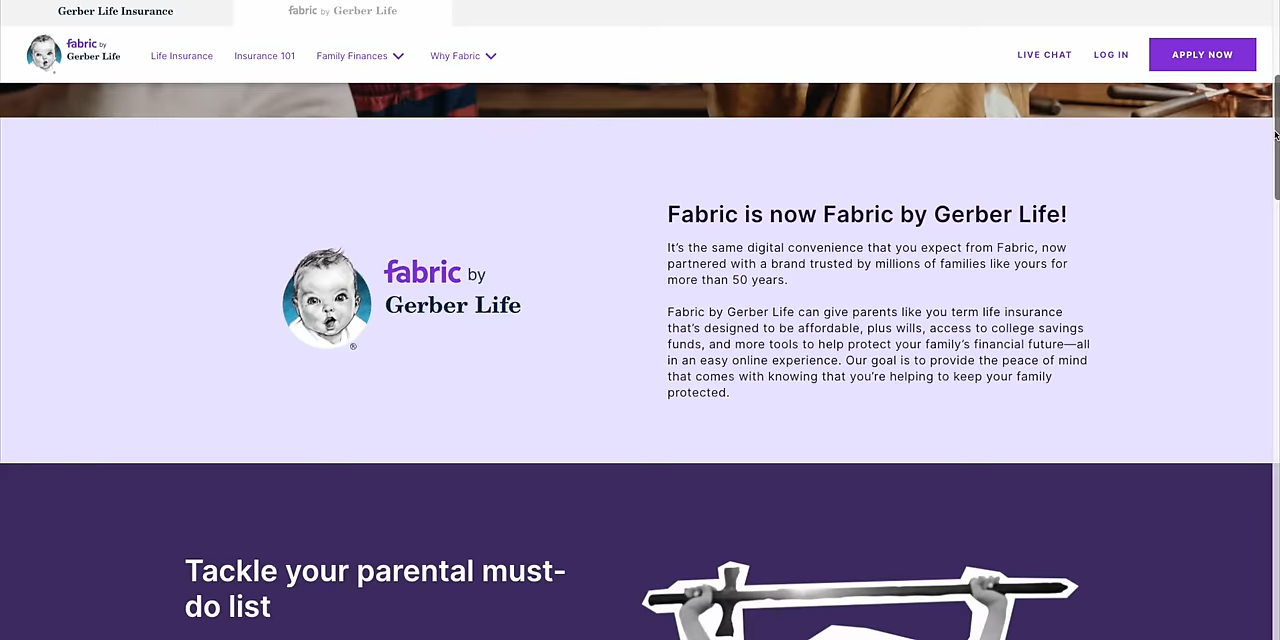 Gerber Life Insurance
fabric by Gerber Life
fabric by
Gerber Life
Life Insurance
Insurance 101
Family Finances
Why Fabric
LIVE CHAT
LOG IN
APPLY NOW
Fabric is now Fabric by Gerber Life!
It’s the same digital convenience that you expect from Fabric, now
partnered with a brand trusted by millions of families like yours for
more than 50 years.
Fabric by Gerber Life can give parents like you term life insurance
that’s designed to be affordable, plus wills, access to college savings
funds, and more tools to help protect your family’s financial future—all
in an easy online experience. Our goal is to provide the peace of mind
that comes with knowing that you’re helping to keep your family
protected.
fabric by
Gerber Life
®
Tackle your parental must-
do list